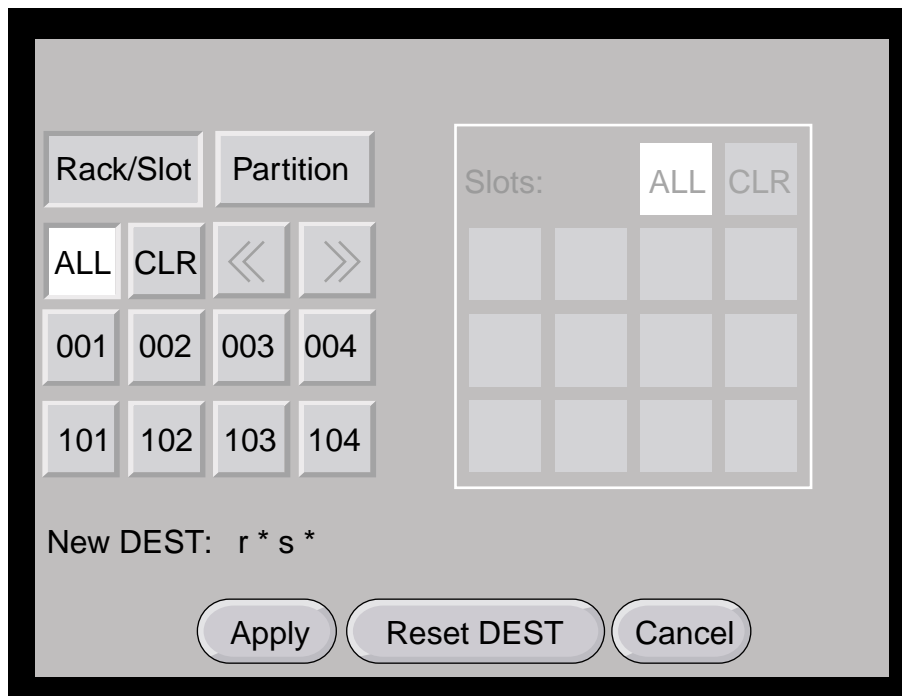 Rack/Slot Partition
Slots: ALL CLR
ALL CLR << >>
001 002 003 004
101 102 103 104
New DEST: r * s *
Apply Reset DEST Cancel